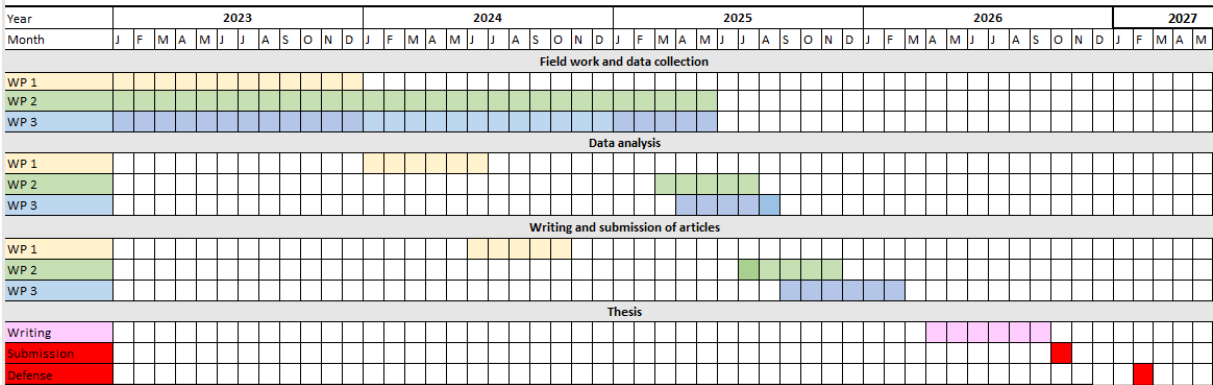 Year 2023 2024 2025 2026 2027
Month J F M A M J J A S O N D J F M A M J J A S O N D J F M A M J J A S O N D J F M A M J J A S O N D J F M A M
Field work and data collection
WP 1
WP 2
WP 3
Data analysis
WP 1
WP 2
WP 3
Writing and submission of articles
WP 1
WP 2
WP 3
Thesis
Writing
Submission
Defense